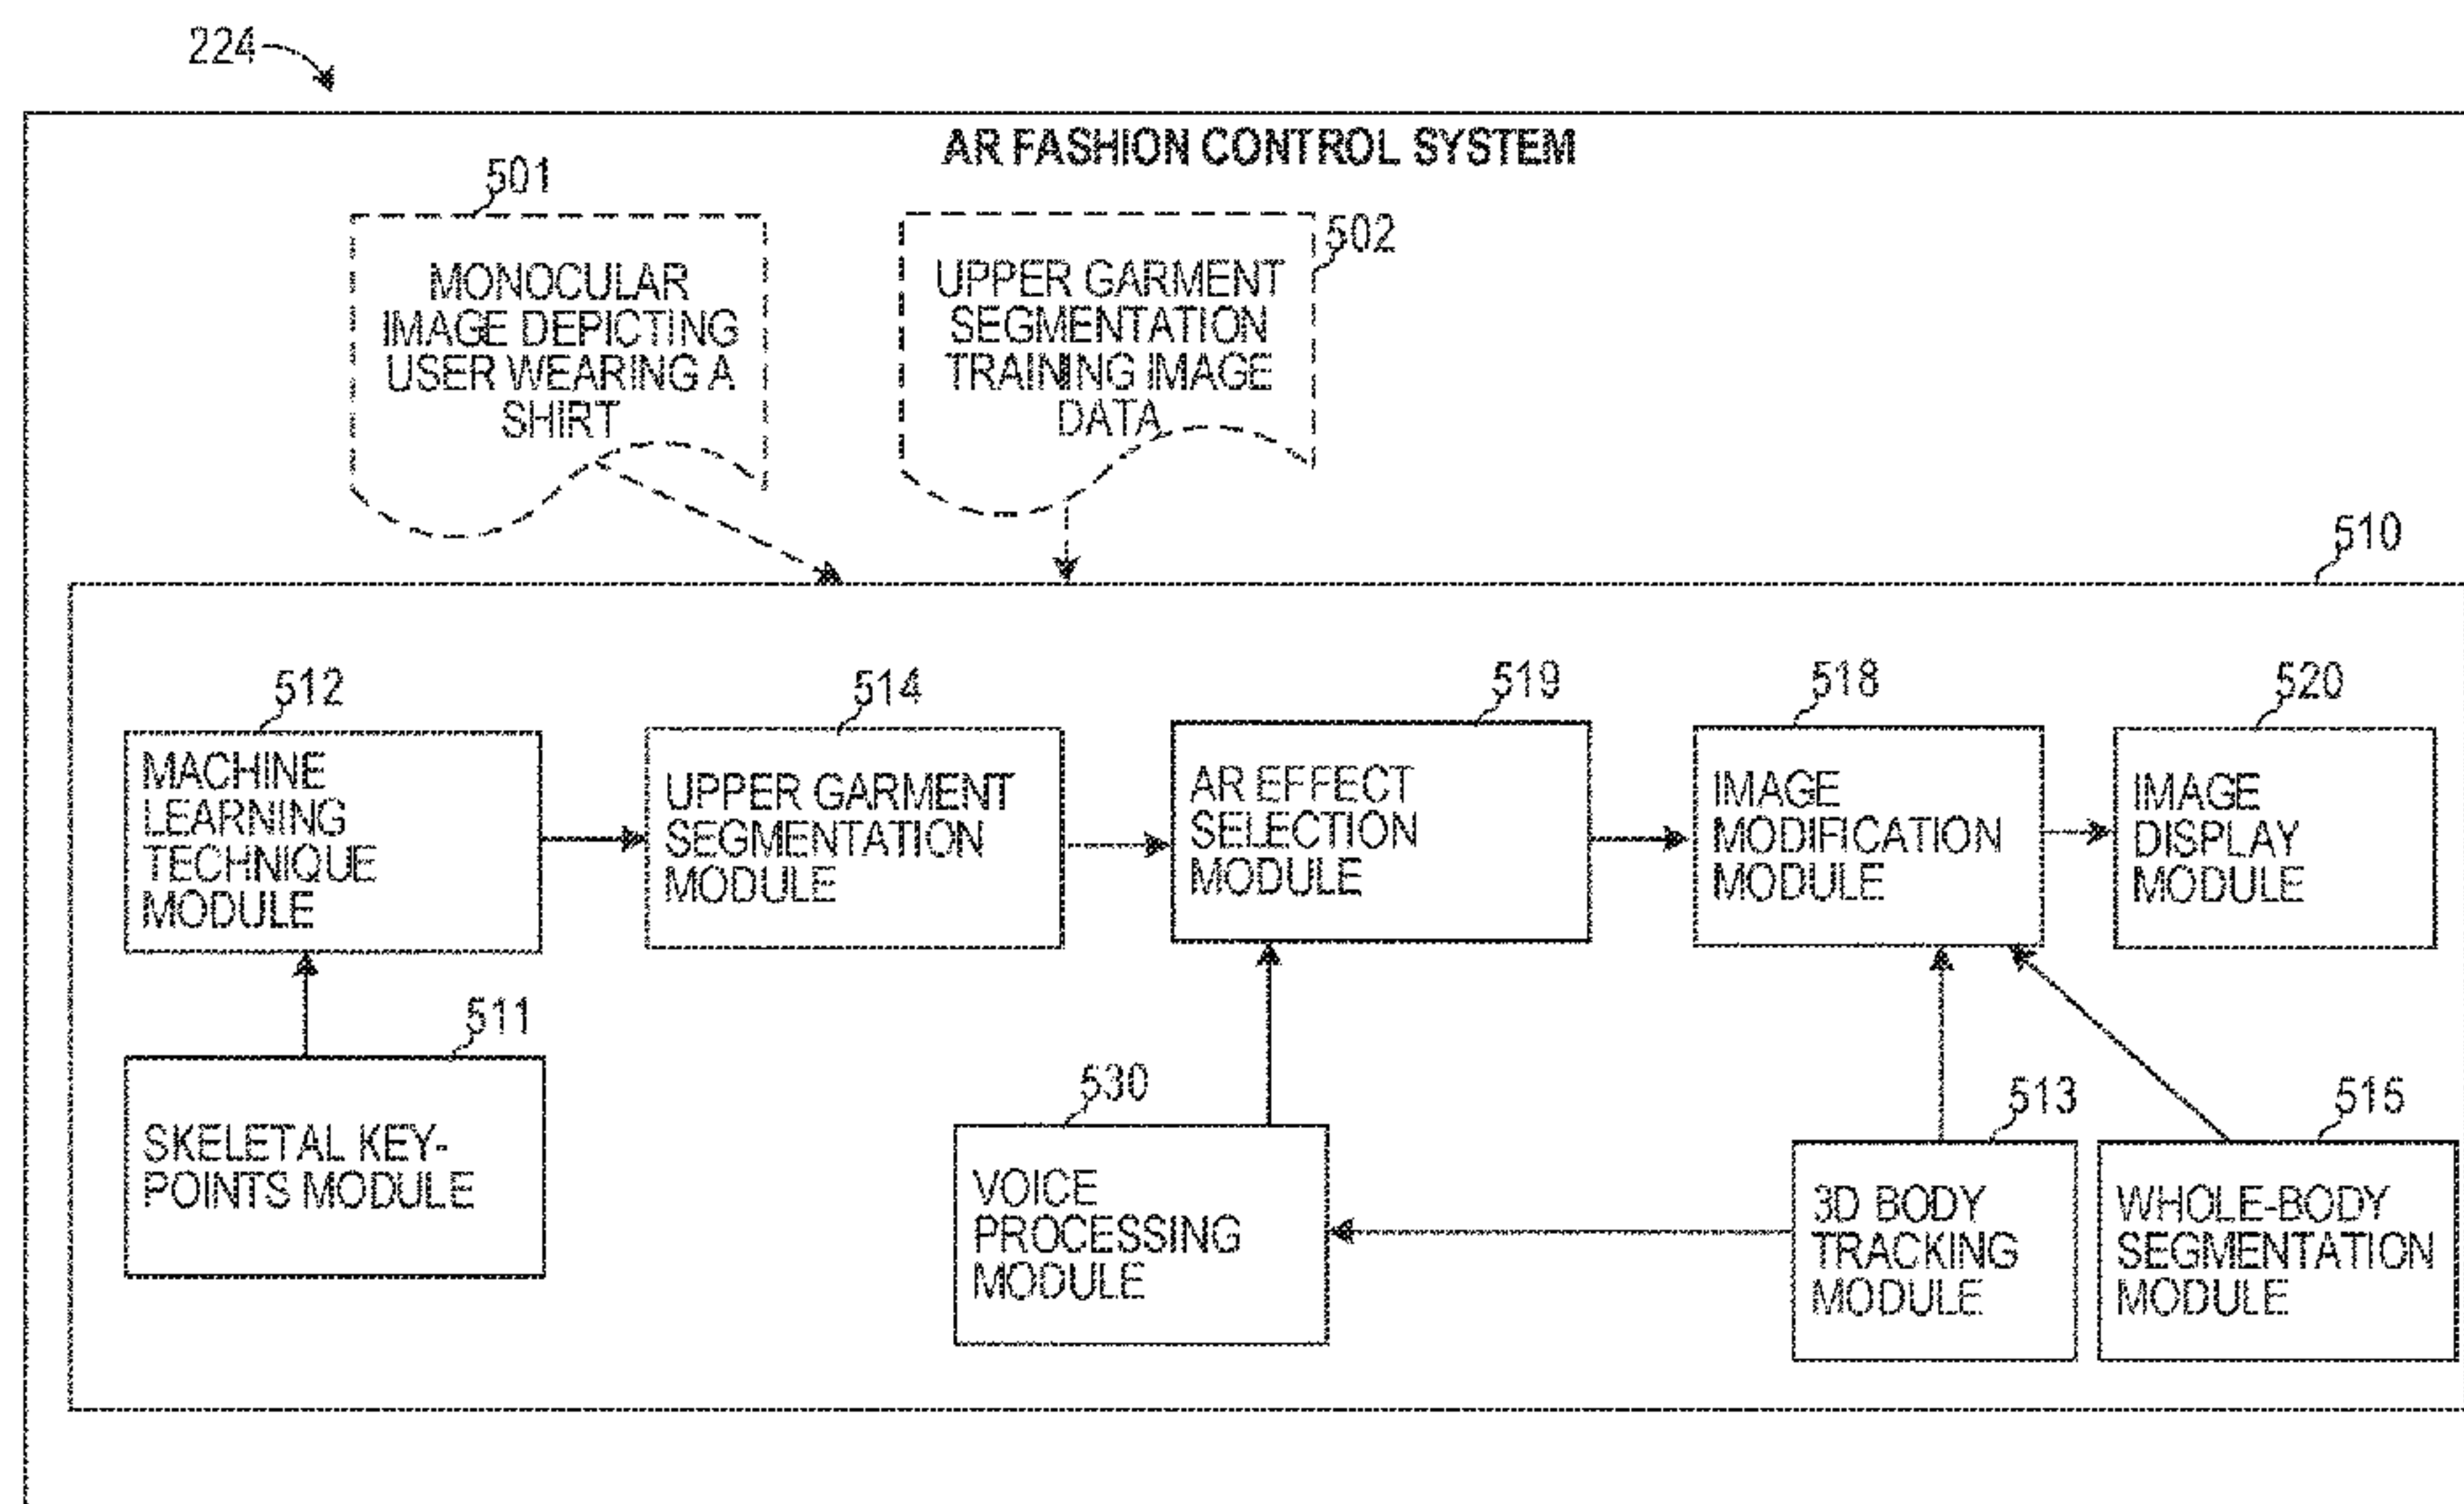 224
AR FASHION CONTROL SYSTEM
501
MONOCULAR
IMAGE DEPICTING
USER WEARING A
SHIRT
502
UPPER GARMENT
SEGMENTATION
TRAINING IMAGE
DATA
510
512
MACHINE
LEARNING
TECHNIQUE
MODULE
514
UPPER GARMENT
SEGMENTATION
MODULE
519
AR EFFECT
SELECTION
MODULE
518
IMAGE
MODIFICATION
MODULE
520
IMAGE
DISPLAY
MODULE
511
SKELETAL KEY-
POINTS MODULE
530
VOICE
PROCESSING
MODULE
513
3D BODY
TRACKING
MODULE
515
WHOLE-BODY
SEGMENTATION
MODULE